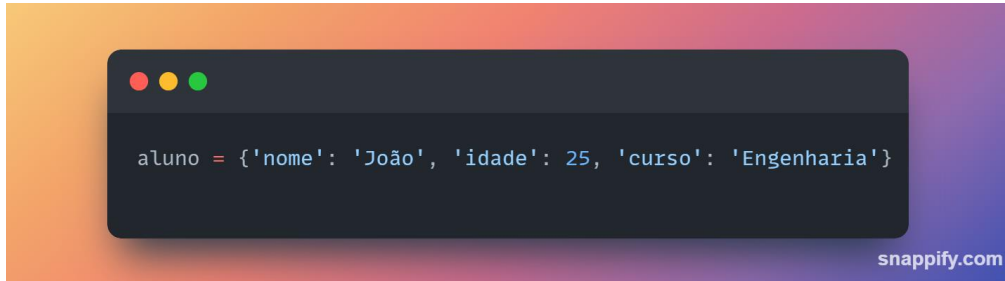 aluno = {'nome': 'João', 'idade': 25, 'curso': 'Engenharia'}
snappify.com